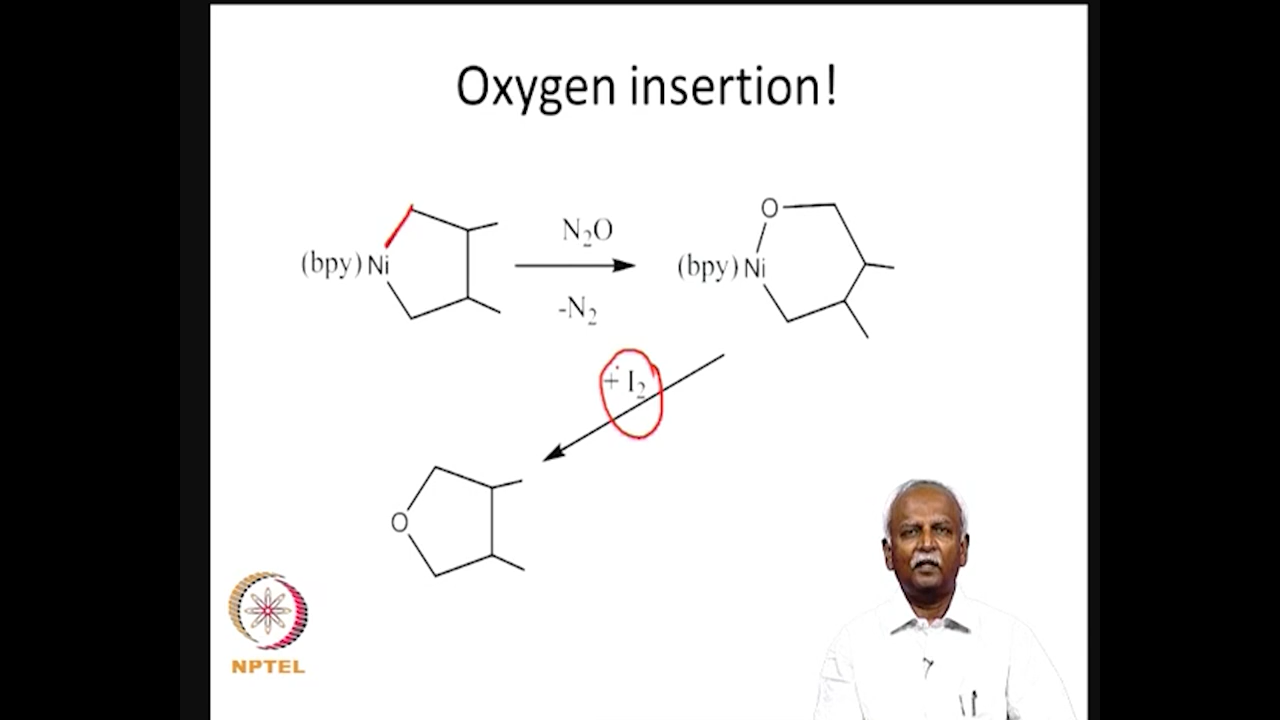 Oxygen insertion!
(bpy) Ni
N₂O
-N₂
O
(bpy) Ni
+ I₂
O
NPTEL